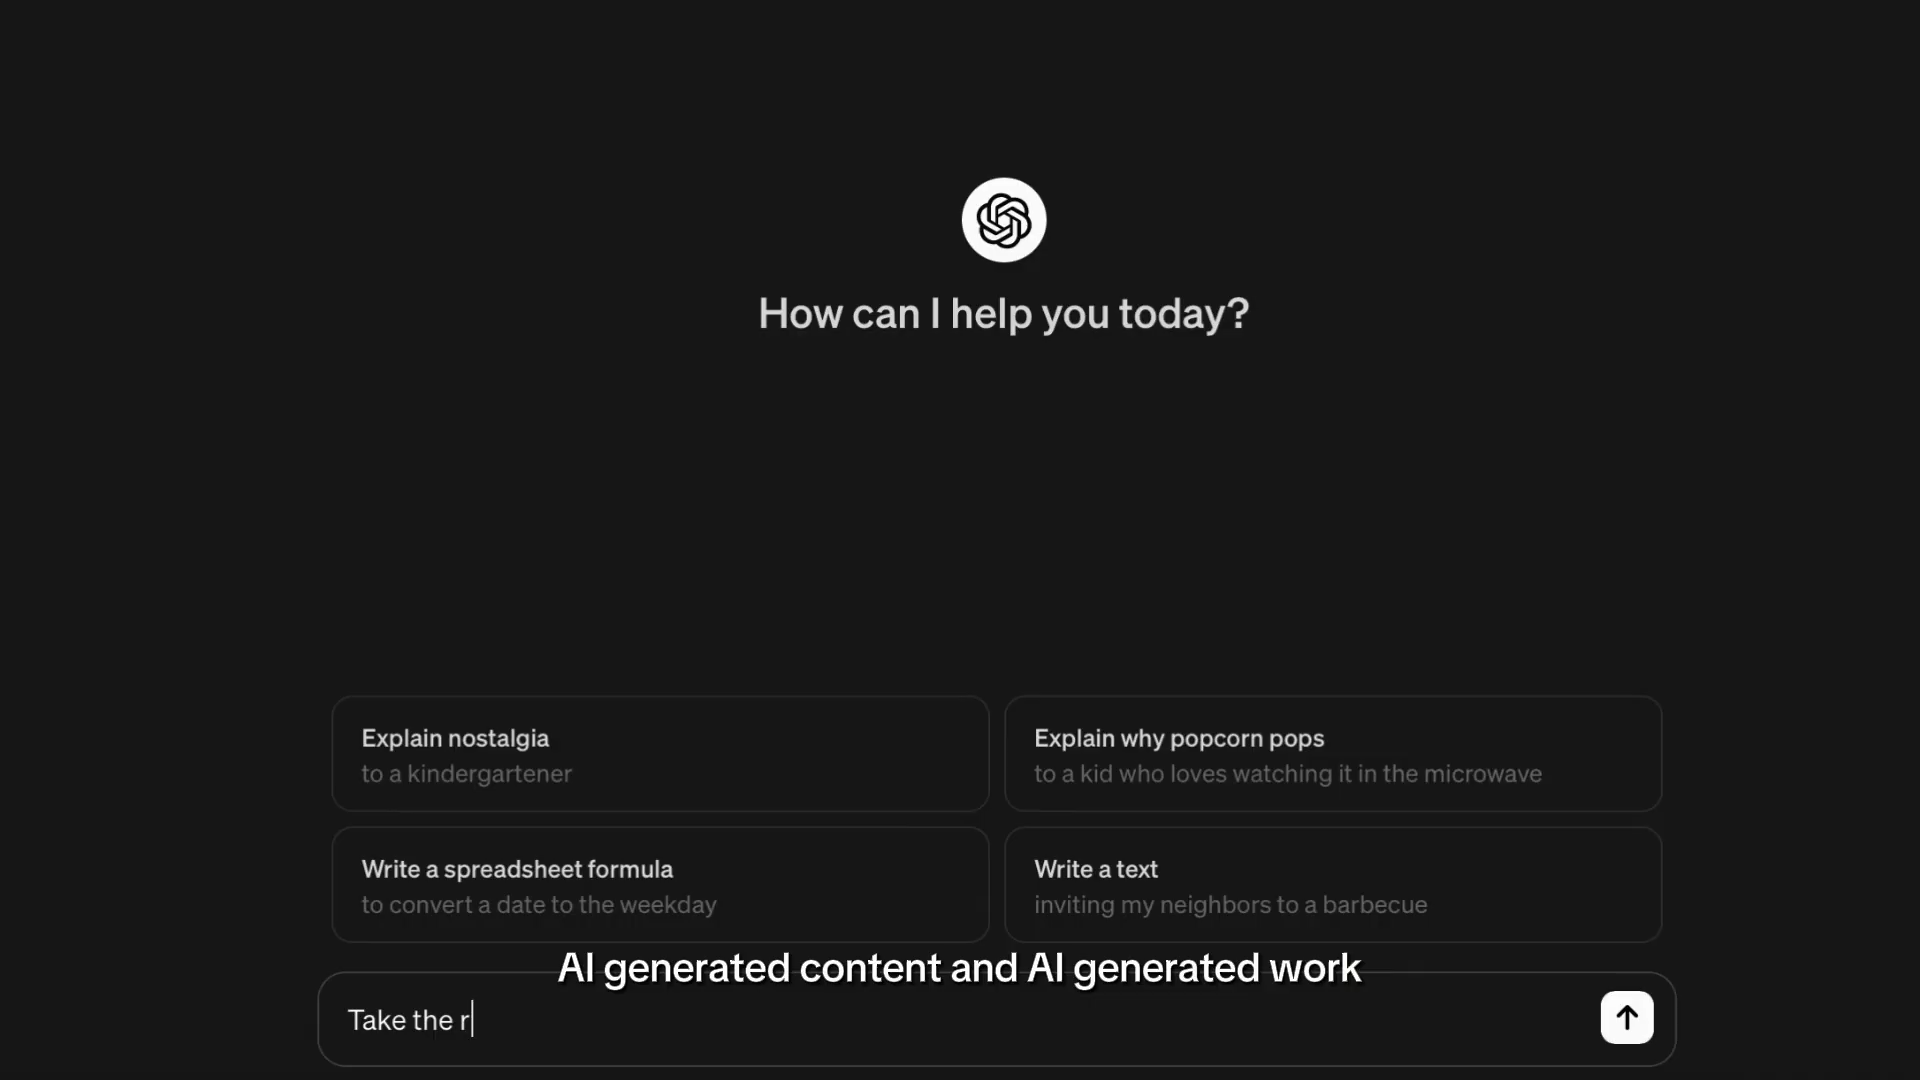 How can I help you today?
Explain nostalgia
to a kindergartener
Explain why popcorn pops
to a kid who loves watching it in the microwave
Write a spreadsheet formula
to convert a date to the weekday
Write a text
inviting my neighbors to a barbecue
AI generated content and AI generated work
Take the r